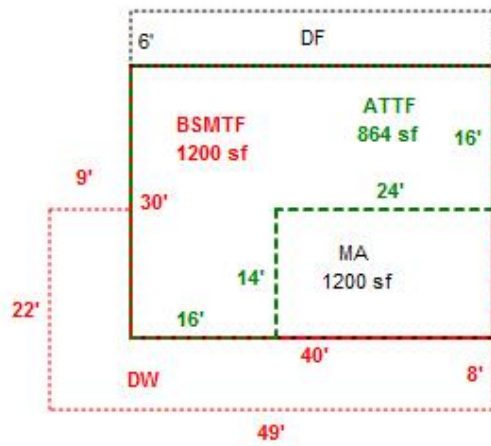 6'
DF
BSMTF
1200 sf
ATTF
864 sf
16'
9'
30'
24'
MA
1200 sf
14'
22'
16'
40'
8'
DW
49'